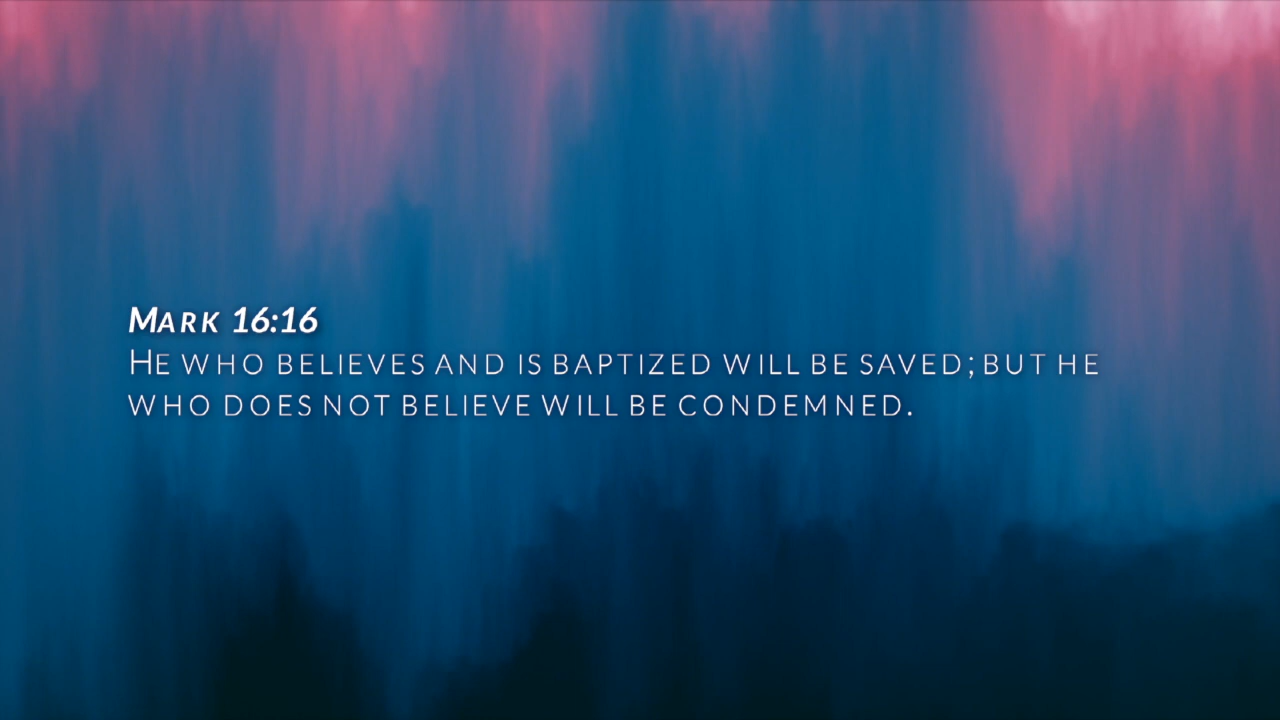 Mark 16:16
He who believes and is baptized will be saved; but he
who does not believe will be condemned.